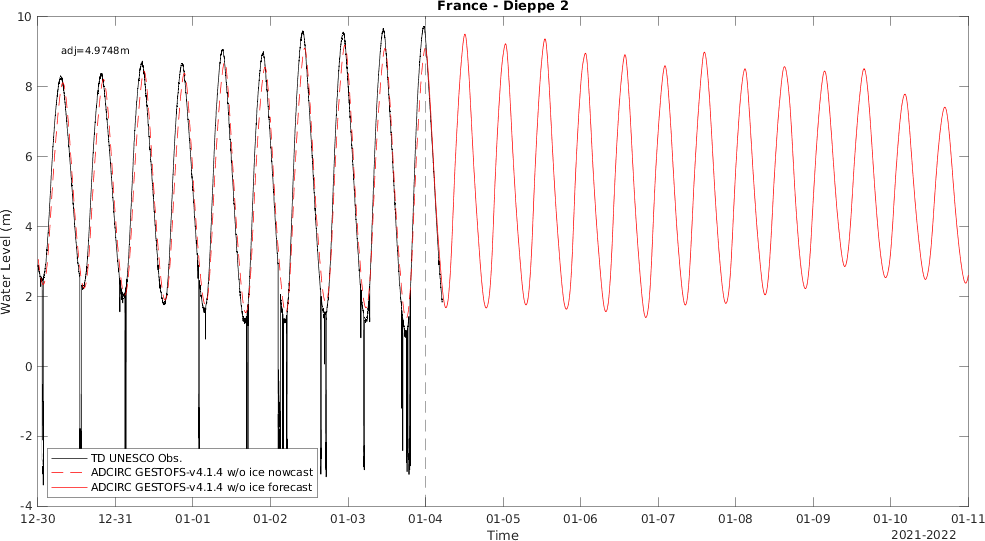 France - Dieppe 2
adj=4.9748m
10
8
6
4
2
0
-2
-4
Water Level (m)
TD UNESCO Obs.
ADCIRC GESTOFS-v4.1.4 w/o ice nowcast
ADCIRC GESTOFS-v4.1.4 w/o ice forecast
12-30 12-31 01-01 01-02 01-03 01-04 01-05 01-06 01-07 01-08 01-09 01-10 01-11
Time
2021-2022